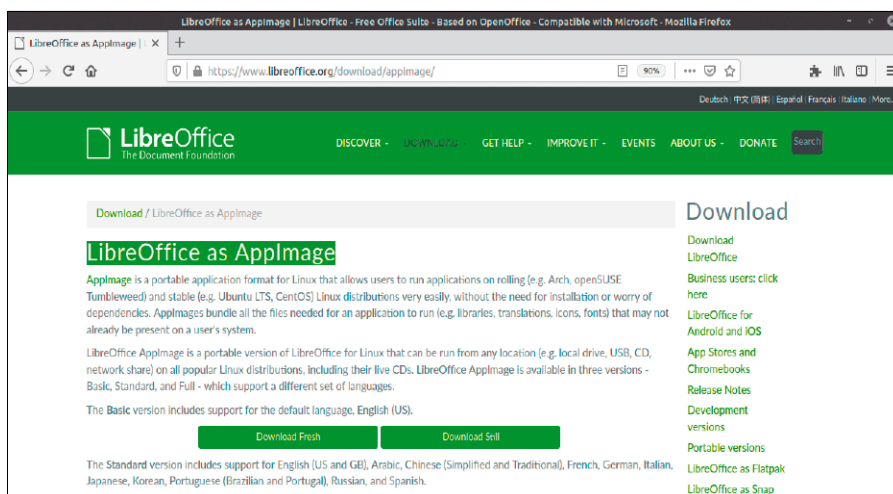 LibreOffice as AppImage | LibreOffice - Free Office Suite - Based on OpenOffice - Compatible with Microsoft - Mozilla Firefox
LibreOffice as AppImage |
https://www.libreoffice.org/download/appimage/
90%
Deutsch | 中文 (简体) | Español | Français | Italiano | More..
LibreOffice
The Document Foundation
DISCOVER DOWNLOAD GET HELP IMPROVE IT EVENTS ABOUT US DONATE Search
Download / LibreOffice as AppImage
LibreOffice as AppImage
AppImage is a portable application format for Linux that allows users to run applications on rolling (e.g. Arch, openSUSE
Tumbleweed) and stable (e.g. Ubuntu LTS, CentOS) Linux distributions very easily, without the need for installation or worry of
dependencies. AppImages bundle all the files needed for an application to run (e.g. libraries, translations, icons, fonts) that may not
already be present on a user's system.
LibreOffice AppImage is a portable version of LibreOffice for Linux that can be run from any location (e.g. local drive, USB, CD,
network share) on all popular Linux distributions, including their live CDs. LibreOffice AppImage is available in three versions -
Basic, Standard, and Full - which support a different set of languages.
The Basic version includes support for the default language, English (US).
Download Fresh
Download Still
The Standard version includes support for English (US and GB), Arabic, Chinese (Simplified and Traditional), French, German, Italian,
Japanese, Korean, Portuguese (Brazilian and Portugal), Russian, and Spanish.
Download
Download
LibreOffice
Business users: click
here
LibreOffice for
Android and iOS
App Stores and
Chromebooks
Release Notes
Development
versions
Portable versions
LibreOffice as Flatpak
LibreOffice as Snap